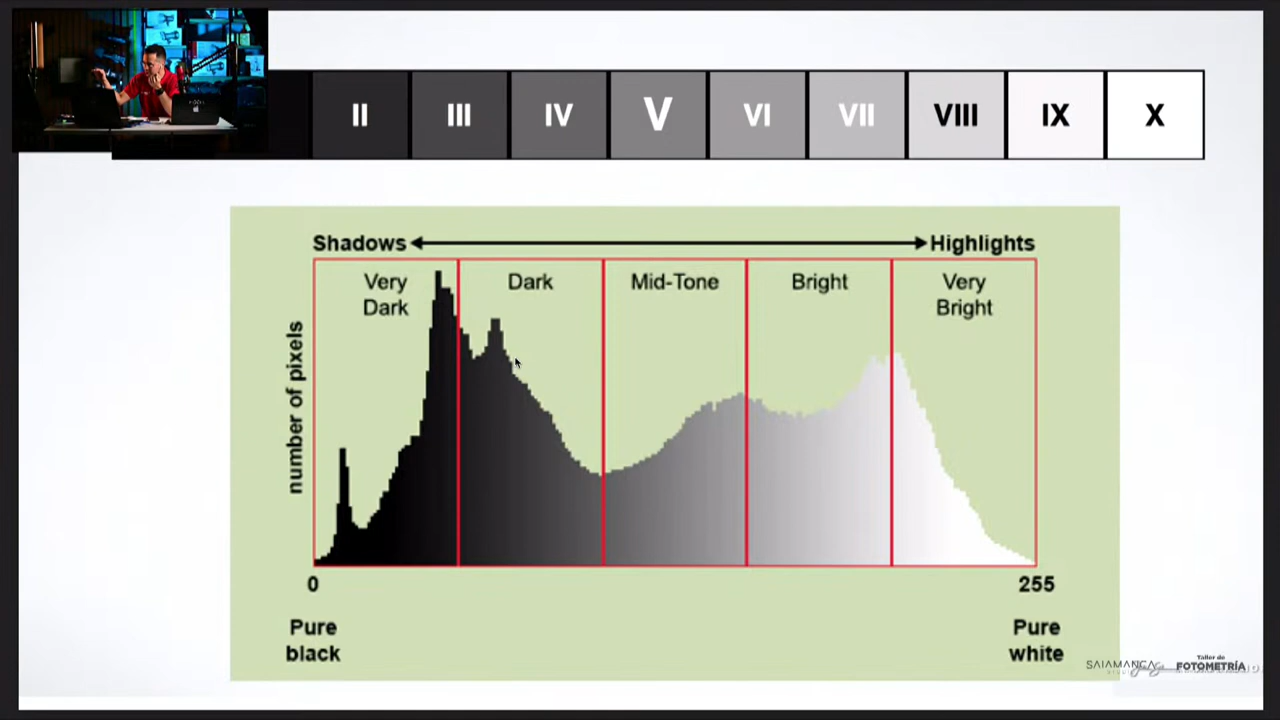 II III IV V VI VII VIII IX X
Shadows Highlights
Very Dark Dark Mid-Tone Bright Very Bright
number of pixels
0 255
Pure black Pure white
SALAMANCA
Taller de
FOTOMETRÍA